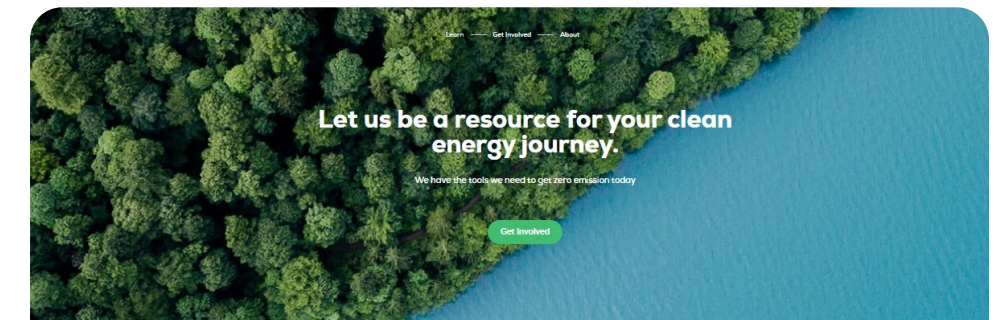 Learn Get Involved About
Let us be a resource for your clean
energy journey.
We have the tools we need to get zero emission today
Get Involved